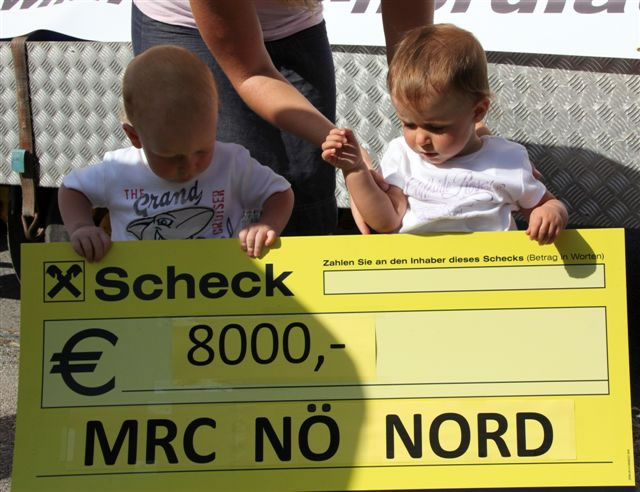 THE
Grand
CRUISER
Scheck
Zahlen Sie an den Inhaber dieses Schecks (Betrag in Worten)
€ 8000,-
MRC NÖ NORD